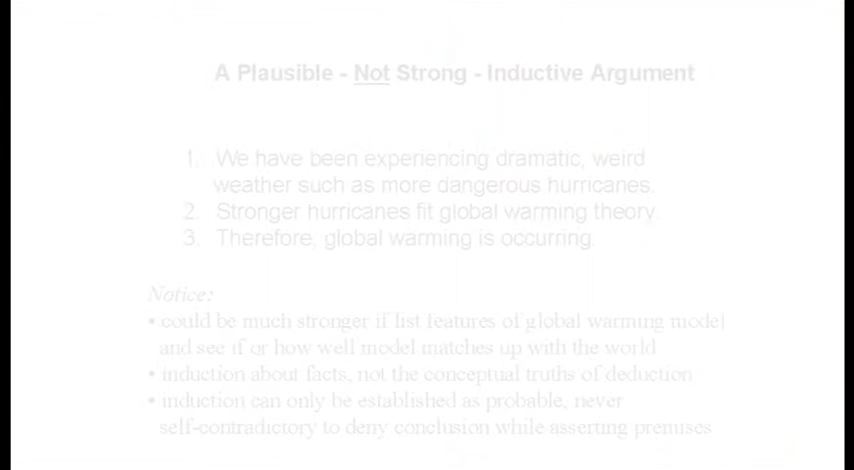 A Plausible - Not Strong - Inductive Argument
1. We have been experiencing dramatic, weird
weather such as more dangerous hurricanes.
2. Stronger hurricanes fit global warming theory.
3. Therefore, global warming is occurring.
Notice:
• could be much stronger if list features of global warming model
and see if or how well model matches up with the world
• induction about facts, not the conceptual truths of deduction
• induction can only be established as probable, never
self-contradictory to deny conclusion while asserting premises